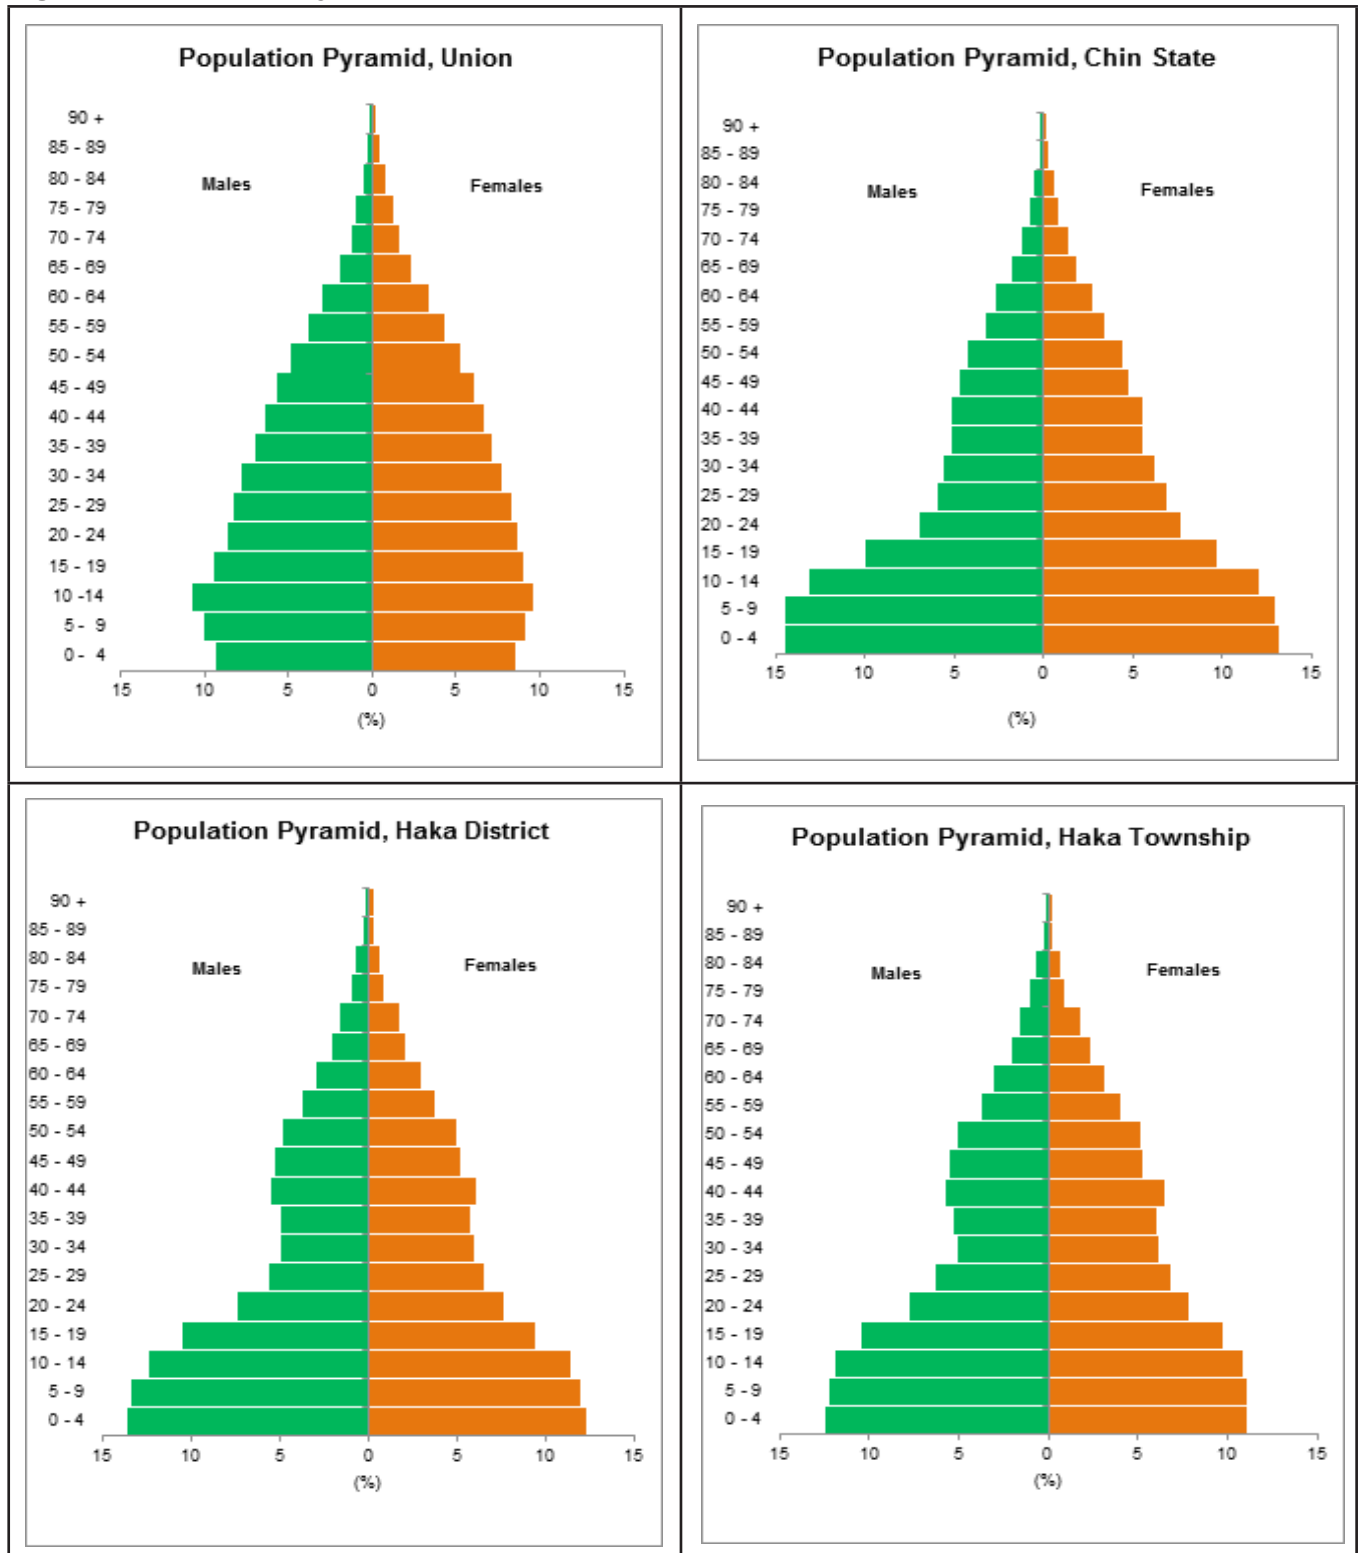 Population Pyramid, Union
90 +
85 - 89
80 - 84
75 - 79
70 - 74
65 - 69
60 - 64
55 - 59
50 - 54
45 - 49
40 - 44
35 - 39
30 - 34
25 - 29
20 - 24
15 - 19
10 -14
5 - 9
0 - 4
Males
Females
15 10 5 0 5 10 15
(%)
Population Pyramid, Chin State
90 +
85 - 89
80 - 84
75 - 79
70 - 74
65 - 69
60 - 64
55 - 59
50 - 54
45 - 49
40 - 44
35 - 39
30 - 34
25 - 29
20 - 24
15 - 19
10 - 14
5 - 9
0 - 4
Males
Females
15 10 5 0 5 10 15
(%)
Population Pyramid, Haka District
90 +
85 - 89
80 - 84
75 - 79
70 - 74
65 - 69
60 - 64
55 - 59
50 - 54
45 - 49
40 - 44
35 - 39
30 - 34
25 - 29
20 - 24
15 - 19
10 - 14
5 - 9
0 - 4
Males
Females
15 10 5 0 5 10 15
(%)
Population Pyramid, Haka Township
90 +
85 - 89
80 - 84
75 - 79
70 - 74
65 - 69
60 - 64
55 - 59
50 - 54
45 - 49
40 - 44
35 - 39
30 - 34
25 - 29
20 - 24
15 - 19
10 - 14
5 - 9
0 - 4
Males
Females
15 10 5 0 5 10 15
(%)